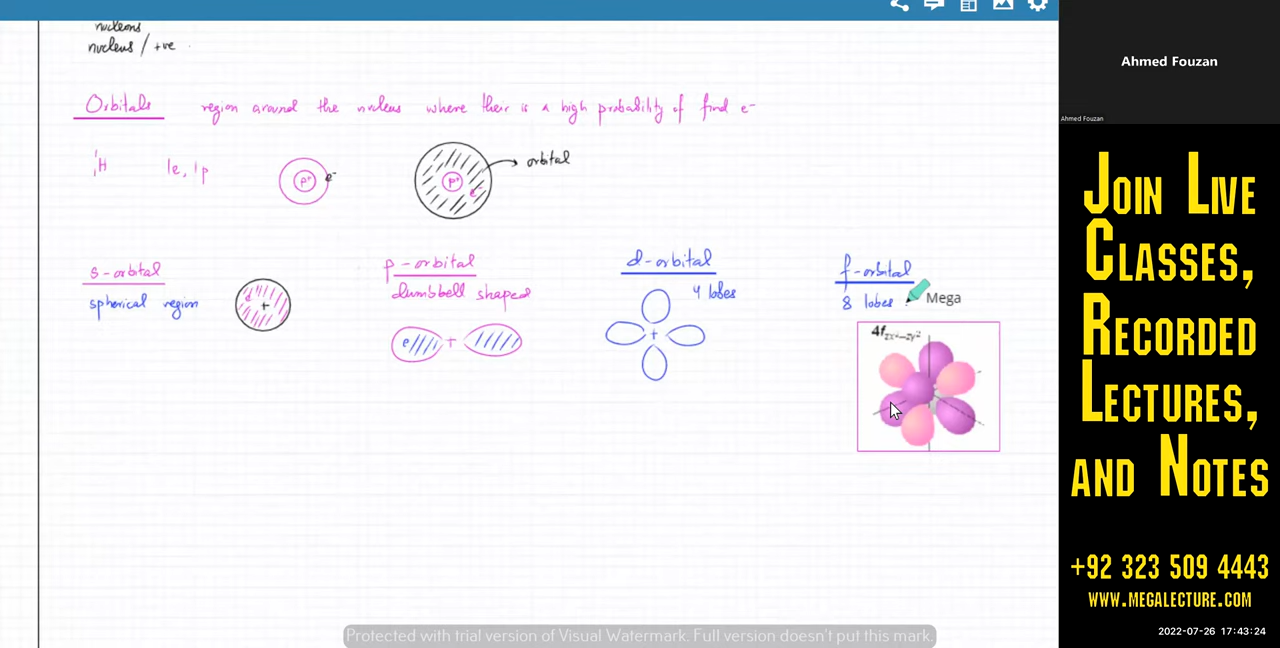 nucleons
nucleus / +ve
Orbitals region around the nucleus where their is a high probability of find e-
1e, 1p
p+ e-
p+ e- orbital
s-orbital
spherical region
e +
p-orbital
dumbbell shaped
e +
d-orbital
4 lobes
+
f-orbital
8 lobes
Mega
Ahmed Fouzan
Ahmed Fouzan
Join Live
Classes,
Recorded
Lectures,
and Notes
+92 323 509 4443
www.megalecture.com
2022-07-26 17:43:24
Protected with trial version of Visual Watermark. Full version doesn't put this mark.